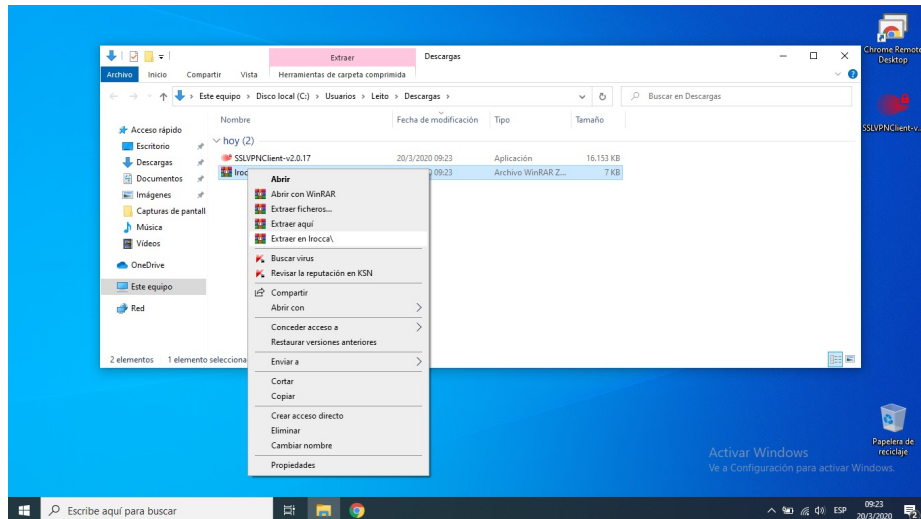 Chrome Remote
Desktop
Extraer
Descargas
Archivo Inicio Compartir Vista Herramientas de carpeta comprimida
Este equipo > Disco local (C:) > Usuarios > Leito > Descargas >
Buscar en Descargas
SSLVPNClient-v...
Nombre Fecha de modificación Tipo Tamaño
Acceso rápido
Escritorio
Descargas
Documentos
Imágenes
Capturas de pantall
Música
Vídeos
OneDrive
Este equipo
Red
hoy (2)
SSLVPNClient-v2.0.17 20/3/2020 09:23 Aplicación 16.153 KB
09:23 Archivo WinRAR Z... 7 KB
Abrir
Abrir con WinRAR
Extraer ficheros...
Extraer aquí
Extraer en lrocca\
Buscar virus
Revisar la reputación en KSN
Compartir
Abrir con
Conceder acceso a
Restaurar versiones anteriores
Enviar a
Cortar
Copiar
Crear acceso directo
Eliminar
Cambiar nombre
Propiedades
2 elementos 1 elemento selecciona
Papelera de
reciclaje
Activar Windows
Ve a Configuración para activar Windows.
Escribe aquí para buscar
ESP
09:23
20/3/2020
2